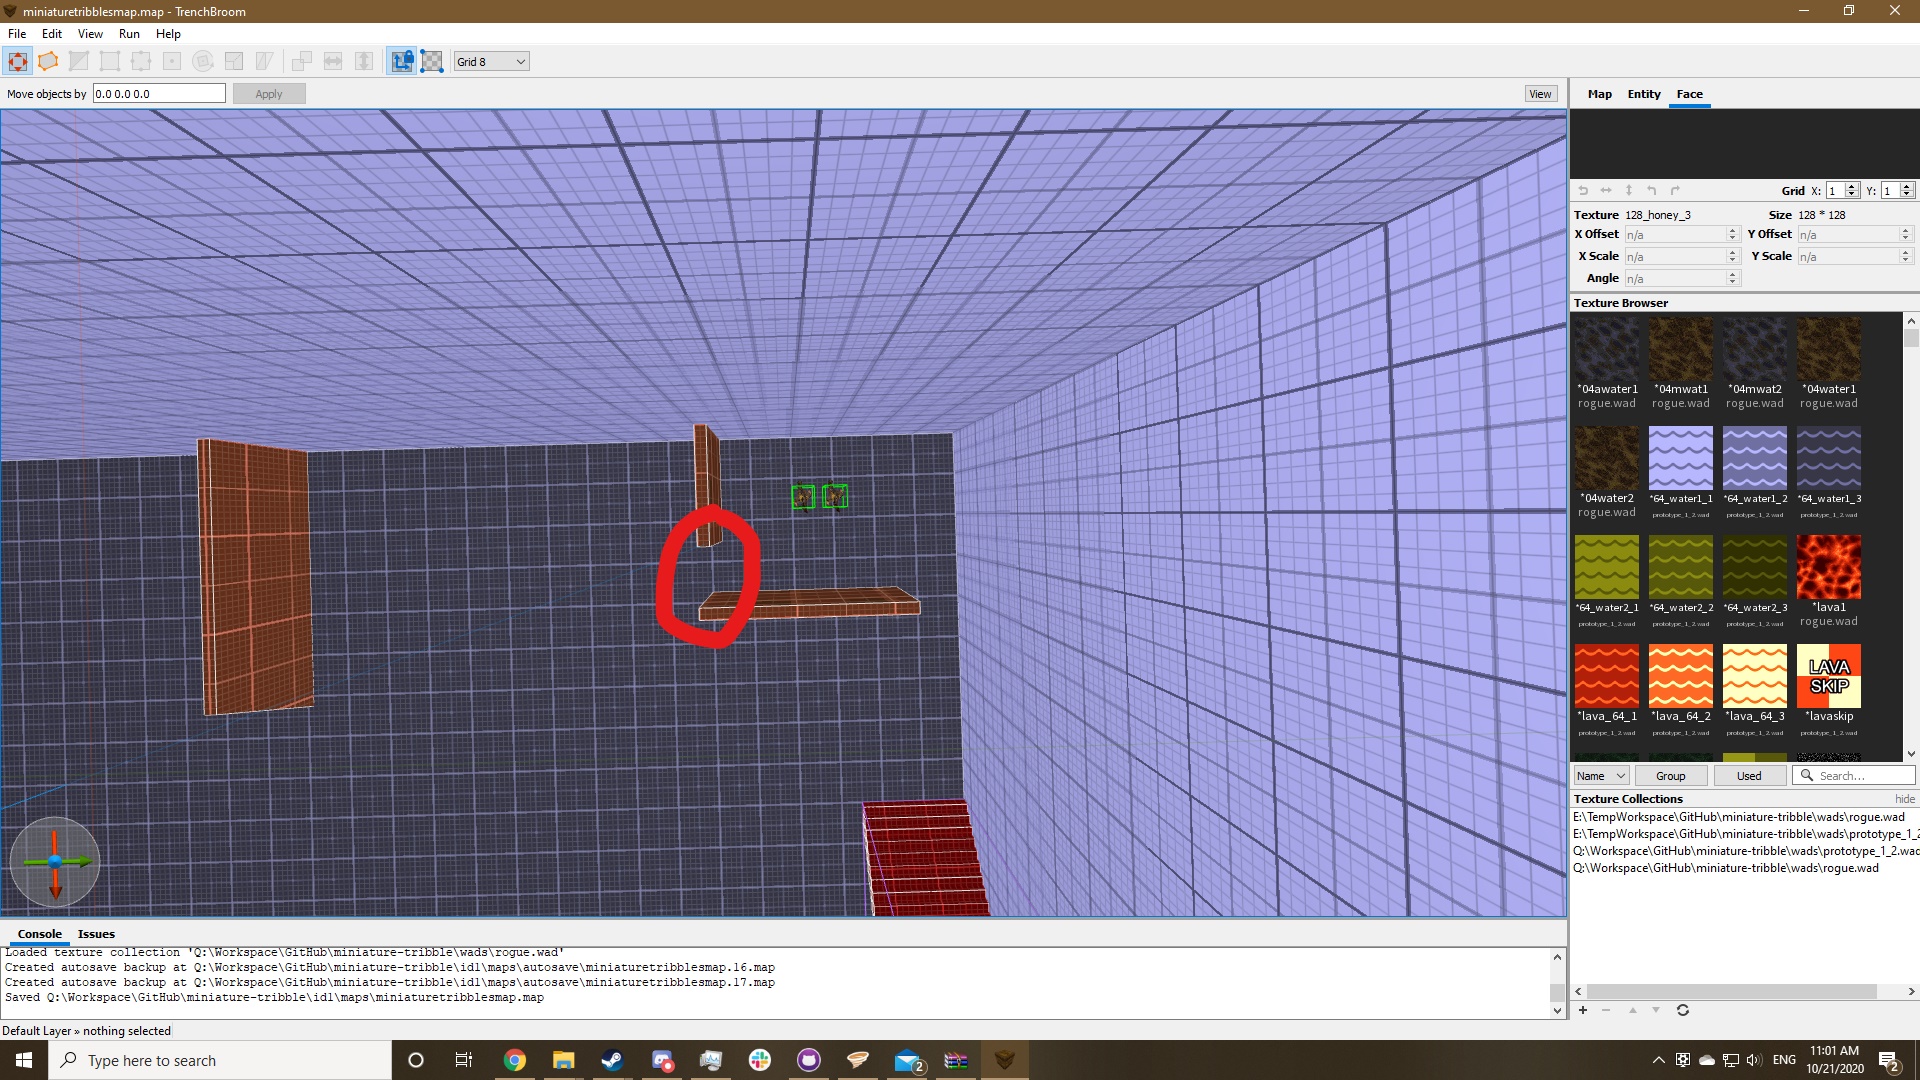 miniaturetribblesmap.map - TrenchBroom
File Edit View Run Help
Grid 8
Move objects by 0.0 0.0 0.0 Apply
View
Map Entity Face
Grid X: 1 Y: 1
Texture 128_honey_3 Size 128 * 128
X Offset n/a Y Offset n/a
X Scale n/a Y Scale n/a
Angle n/a
Texture Browser
*04awater1 *04mwat1 *04mwat2 *04water1
rogue.wad rogue.wad rogue.wad rogue.wad
*04water2 *64_water1_1 *64_water1_2 *64_water1_3
rogue.wad prototype_1_2.wad prototype_1_2.wad prototype_1_2.wad
*64_water2_1 *64_water2_2 *64_water2_3 *lava1
prototype_1_2.wad prototype_1_2.wad prototype_1_2.wad rogue.wad
LAVA
SKIP
*lava_64_1 *lava_64_2 *lava_64_3 *lavaskip
prototype_1_2.wad prototype_1_2.wad prototype_1_2.wad prototype_1_2.wad
Name Group Used Search...
Texture Collections hide
E:\TempWorkspace\GitHub\miniature-tribble\wads\rogue.wad
E:\TempWorkspace\GitHub\miniature-tribble\wads\prototype_1_2
Q:\Workspace\GitHub\miniature-tribble\wads\prototype_1_2.wad
Q:\Workspace\GitHub\miniature-tribble\wads\rogue.wad
Console Issues
Loaded texture collection 'Q:\Workspace\GitHub\miniature-tribble\wads\rogue.wad'
Created autosave backup at Q:\Workspace\GitHub\miniature-tribble\id1\maps\autosave\miniaturetribblesmap.16.map
Created autosave backup at Q:\Workspace\GitHub\miniature-tribble\id1\maps\autosave\miniaturetribblesmap.17.map
Saved Q:\Workspace\GitHub\miniature-tribble\id1\maps\miniaturetribblesmap.map
Default Layer » nothing selected
Type here to search
2
ENG
11:01 AM
10/21/2020
2